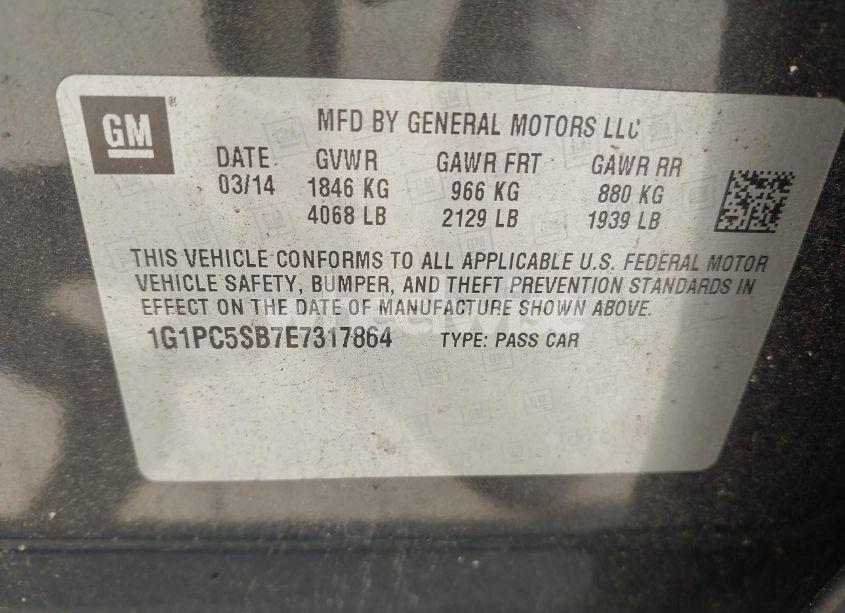 GM®
MFD BY GENERAL MOTORS LLC
DATE GVWR GAWR FRT GAWR RR
03/14 1846 KG 966 KG 880 KG
4068 LB 2129 LB 1939 LB
THIS VEHICLE CONFORMS TO ALL APPLICABLE U.S. FEDERAL MOTOR
VEHICLE SAFETY, BUMPER, AND THEFT PREVENTION STANDARDS IN
EFFECT ON THE DATE OF MANUFACTURE SHOWN ABOVE.
1G1PC5SB7E7317864 TYPE: PASS CAR